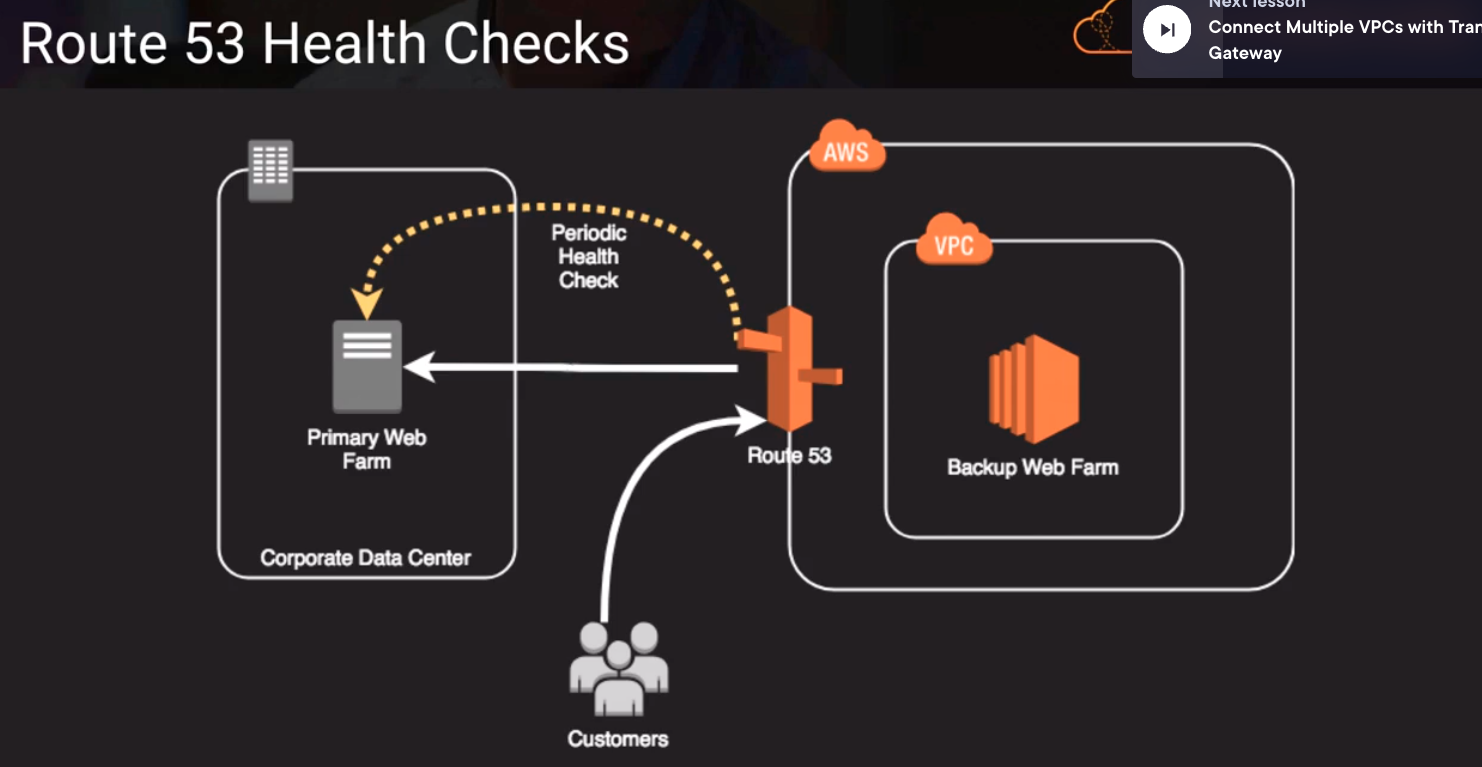 Route 53 Health Checks
Next lesson
Connect Multiple VPCs with Tran
Gateway
AWS
VPC
Periodic
Health
Check
Primary Web
Farm
Route 53
Backup Web Farm
Corporate Data Center
Customers